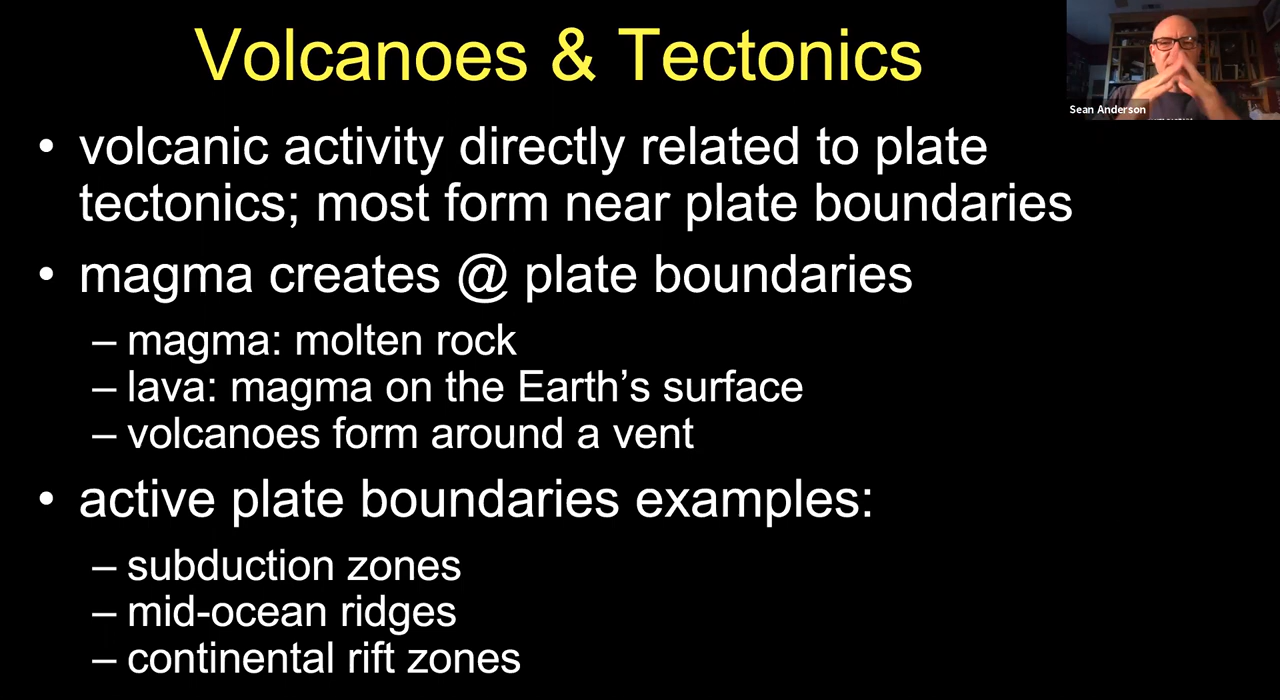 Volcanoes & Tectonics
Sean Anderson
• volcanic activity directly related to plate
tectonics; most form near plate boundaries
• magma creates @ plate boundaries
– magma: molten rock
– lava: magma on the Earth’s surface
– volcanoes form around a vent
• active plate boundaries examples:
– subduction zones
– mid-ocean ridges
– continental rift zones